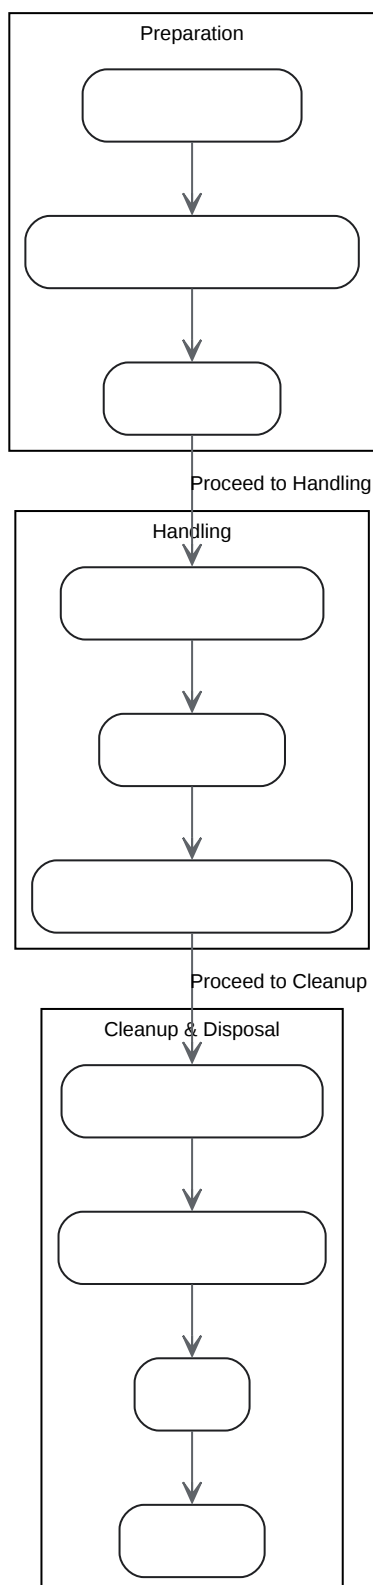 Preparation
Proceed to Handling
Handling
Proceed to Cleanup
Cleanup & Disposal